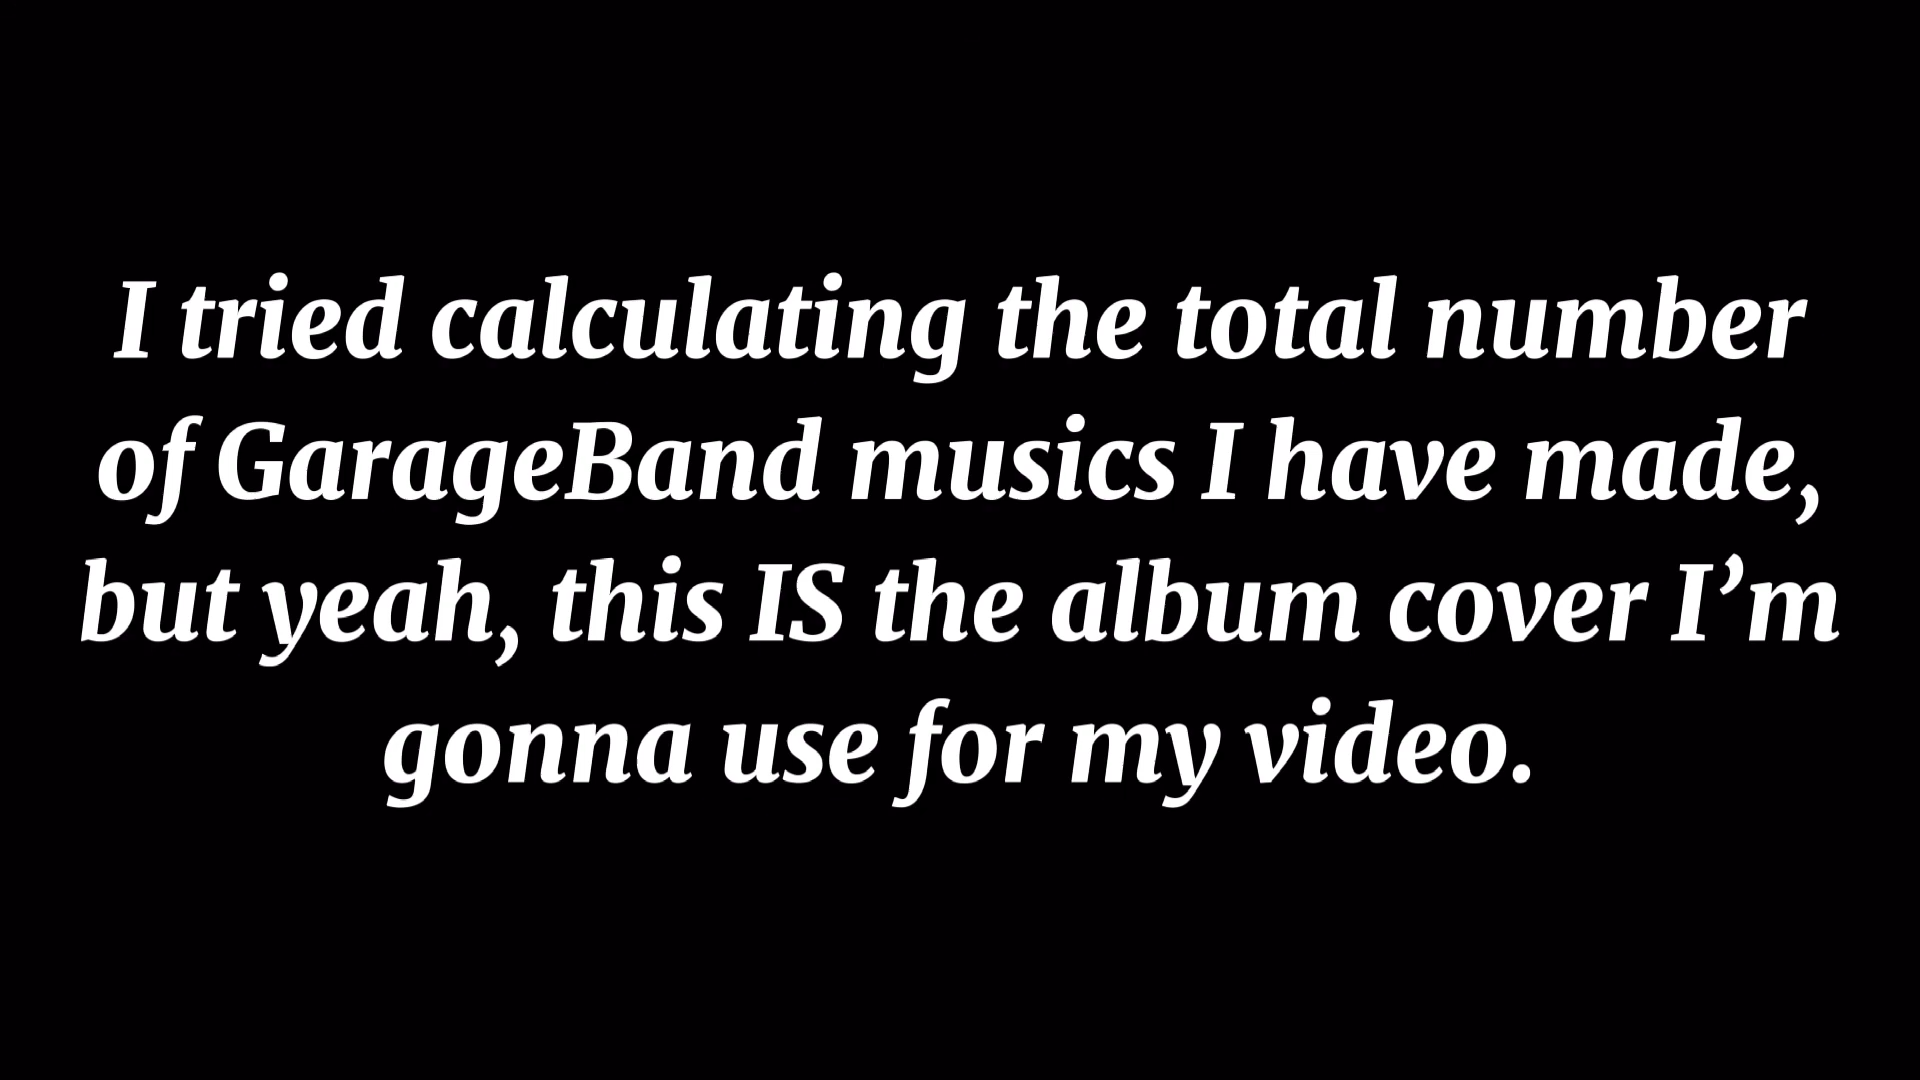 I tried calculating the total number
of GarageBand musics I have made,
but yeah, this IS the album cover I’m
gonna use for my video.